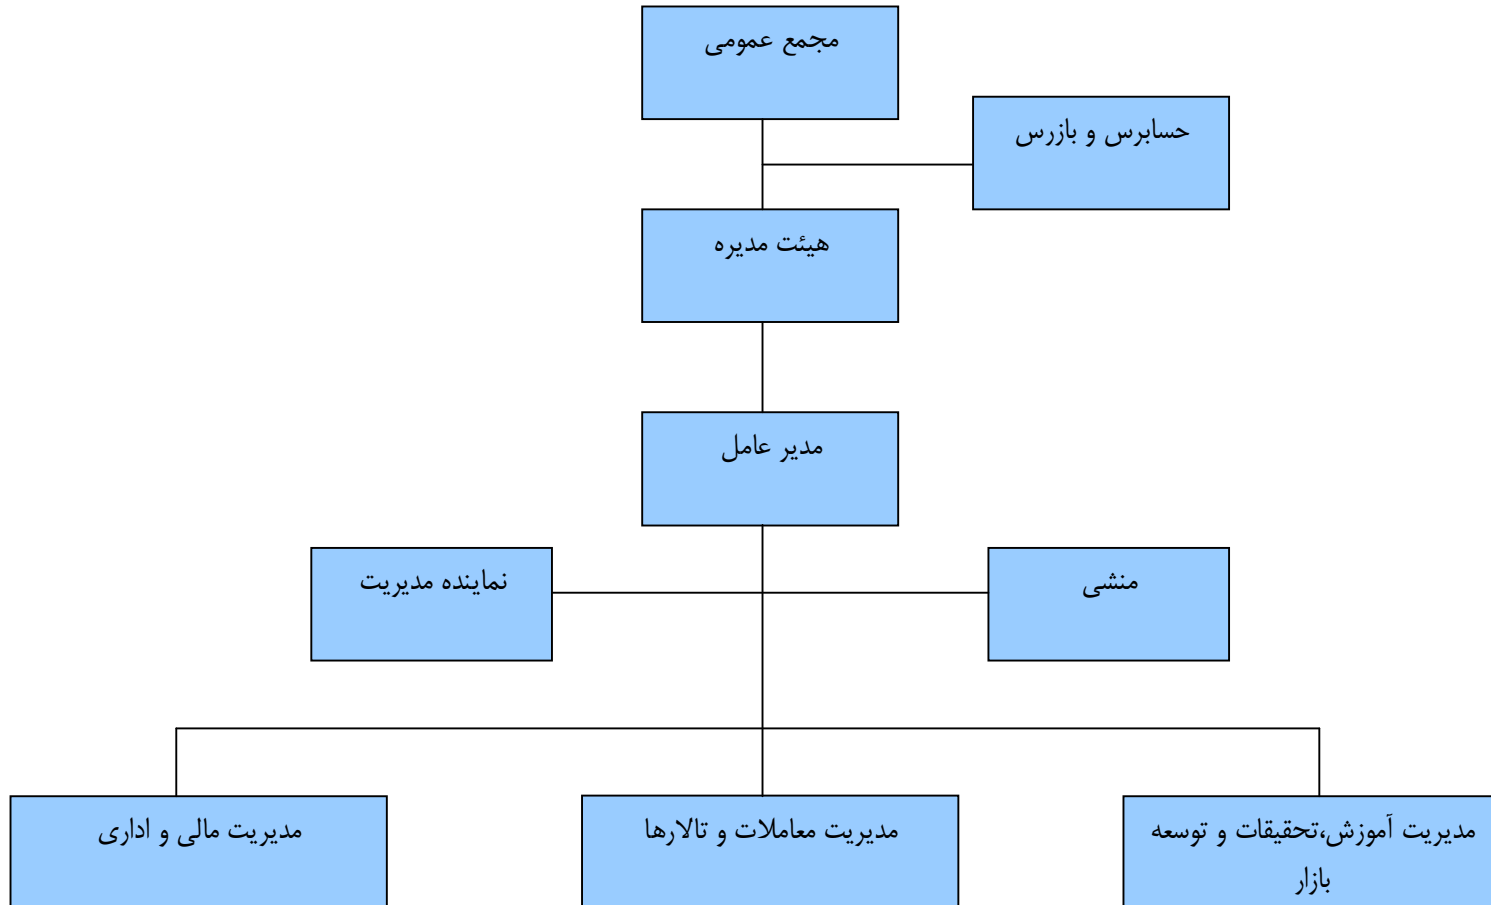 مجمع عمومی
حسابرس و بازرس
هیئت مدیره
مدیر عامل
منشی
نماینده مدیریت
مدیریت آموزش،تحقیقات و توسعه
بازار
مدیریت معاملات و تالارها
مدیریت مالی و اداری